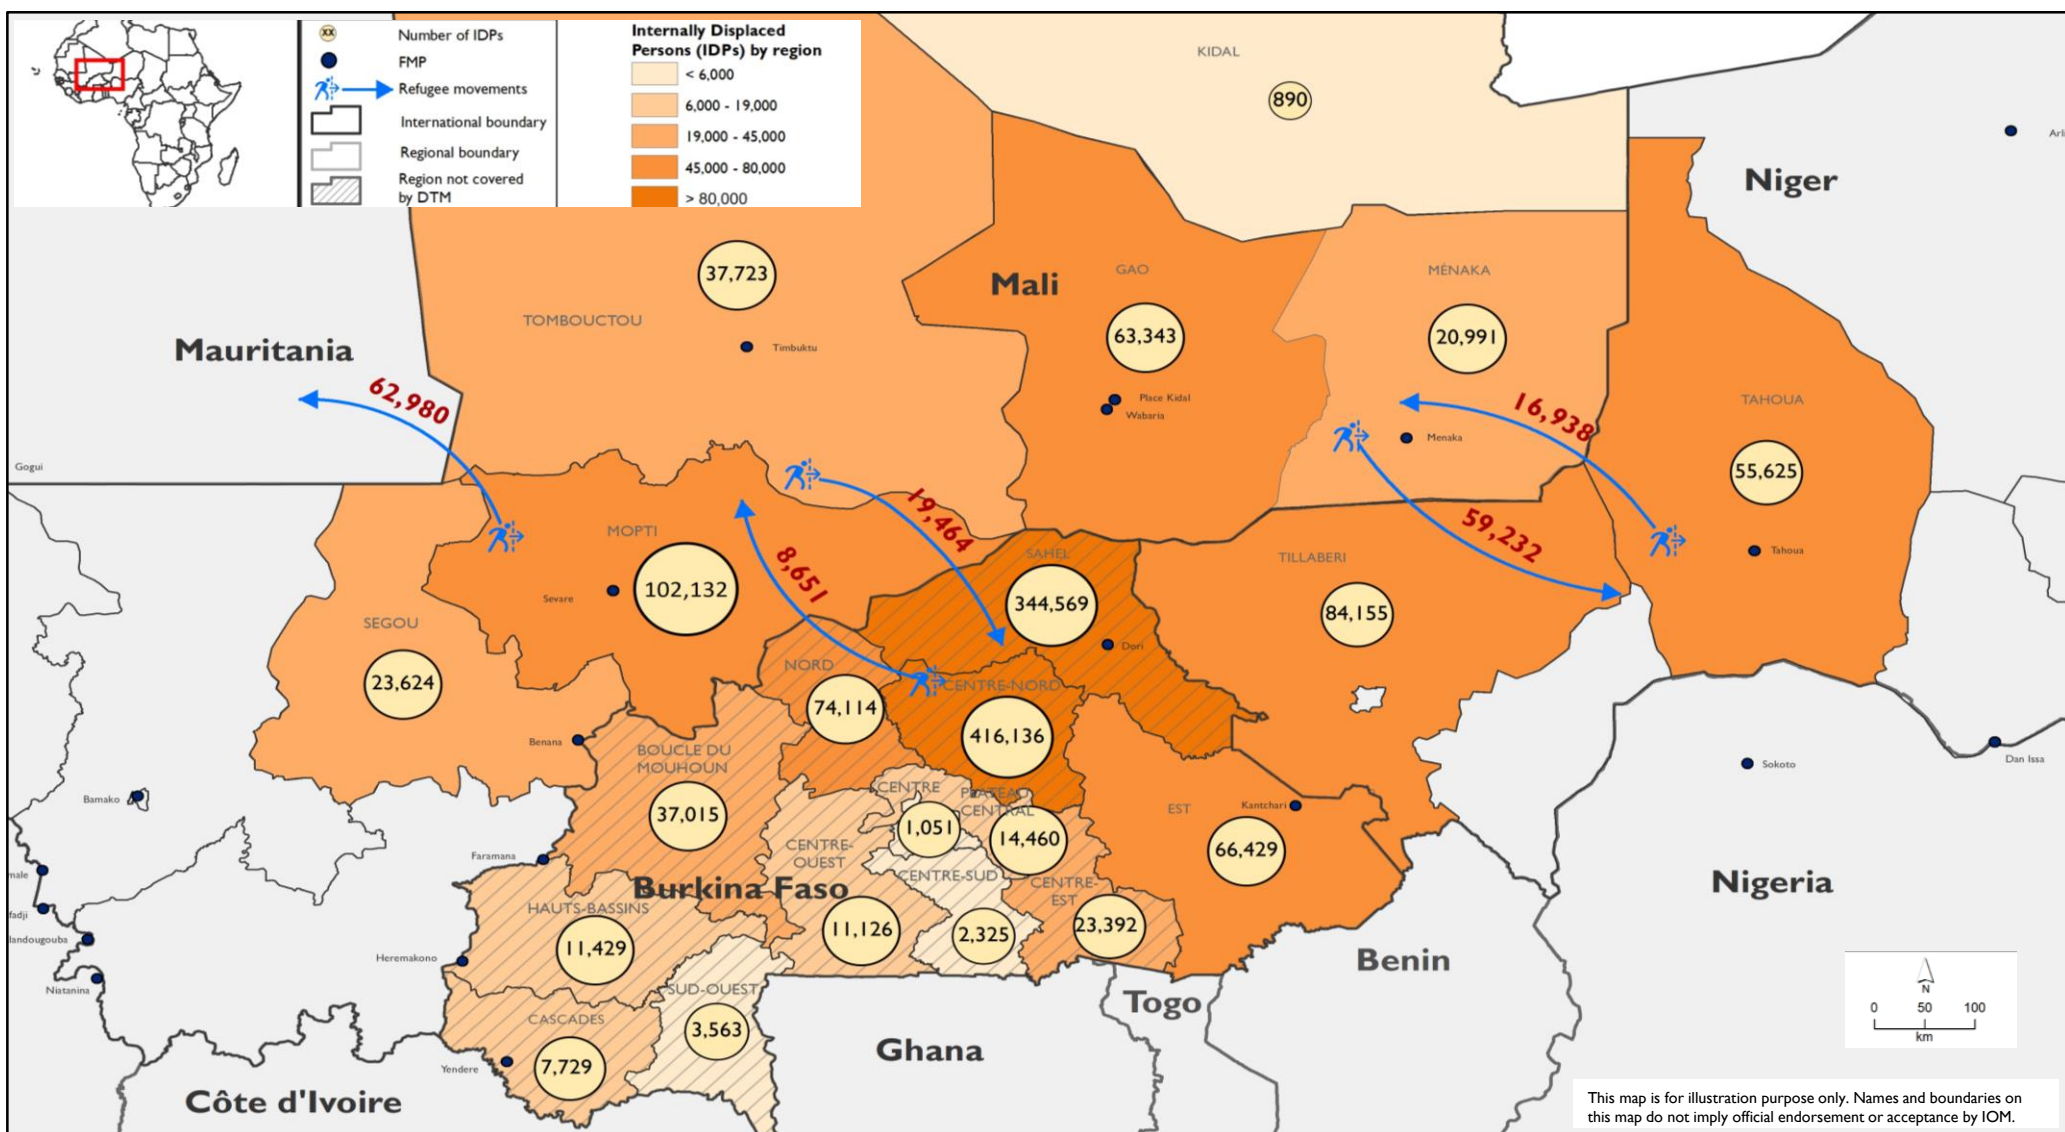 XX
Number of IDPs
FMP
Refugee movements
International boundary
Regional boundary
Region not covered
by DTM
Internally Displaced
Persons (IDPs) by region
< 6,000
6,000 - 19,000
19,000 - 45,000
45,000 - 80,000
> 80,000
KIDAL
890
Niger
Arli
37,723
TOMBOUCTOU
Timbuktu
Mali
GAO
63,343
Place Kidal
Wabaria
MÉNAKA
20,991
Menaka
16,938
TAHOUA
55,625
Tahoua
Mauritania
62,980
Gogui
MOPTI
Sevare
102,132
19,464
8,651
59,232
SAHEL
344,569
Dori
TILLABERI
84,155
SEGOU
23,624
Benana
NORD
74,114
CENTRE-NORD
416,136
BOUCLE DU
MOUHOUN
37,015
Bamako
Faramana
CENTRE
1,051
PLATEAU
CENTRAL
14,460
EST
Kantchari
66,429
Sokoto
Dan Issa
CENTRE-
OUEST
11,126
CENTRE-SUD
2,325
CENTRE-
EST
23,392
Burkina Faso
HAUTS-BASSINS
11,429
Heremakono
male
fadji
landougouba
Niatanina
SUD-OUEST
3,563
CASCADES
7,729
Yendere
Nigeria
Benin
Togo
Ghana
Côte d'Ivoire
N
0 50 100
km
This map is for illustration purpose only. Names and boundaries on
this map do not imply official endorsement or acceptance by IOM.